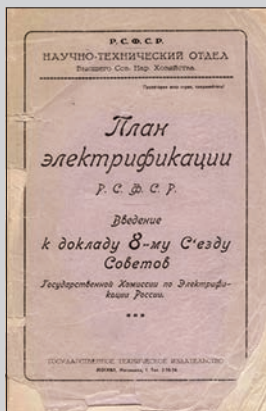 Р. С. Ф. С. Р.
НАУЧНО-ТЕХНИЧЕСКИЙ ОТДЕЛ
Высшего Сов. Нар. Хозяйства.
Пролетарии всех стран, соединяйтесь!
План
электрификации
Р. С. Ф. С. Р.
Введение
к докладу 8-му С'езду
Советов
Государственной Комиссии по Электрифи-
кации России.
ГОСУДАРСТВЕННОЕ ТЕХНИЧЕСКОЕ ИЗДАТЕЛЬСТВО
МОСКВА,